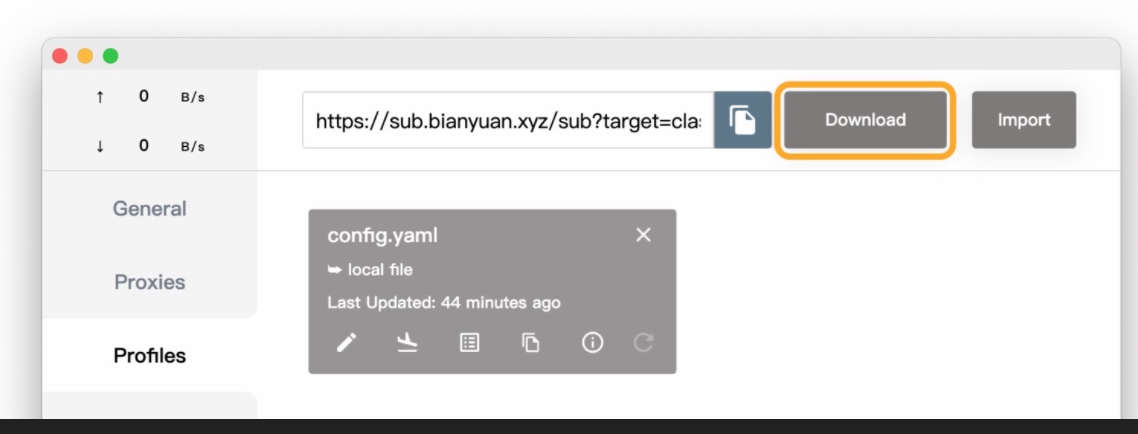 ↑ 0 B/s
↓ 0 B/s
https://sub.bianyuan.xyz/sub?target=cla
Download
Import
General
Proxies
Profiles
config.yaml
local file
Last Updated: 44 minutes ago